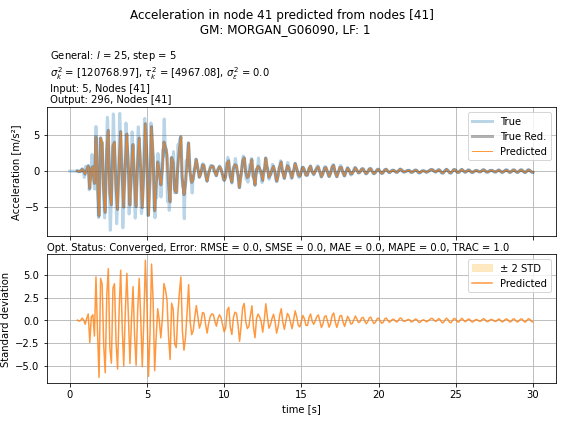 Acceleration in node 41 predicted from nodes [41]
GM: MORGAN_G06090, LF: 1
General: l = 25, step = 5
σ²ₖ = [120768.97], τ²ₖ = [4967.08], σ²ₑ = 0.0
Input: 5, Nodes [41]
Output: 296, Nodes [41]
Acceleration [m/s²]
5
0
−5
True
True Red.
Predicted
Opt. Status: Converged, Error: RMSE = 0.0, SMSE = 0.0, MAE = 0.0, MAPE = 0.0, TRAC = 1.0
Standard deviation
5.0
2.5
0.0
−2.5
−5.0
± 2 STD
Predicted
0 5 10 15 20 25 30
time [s]